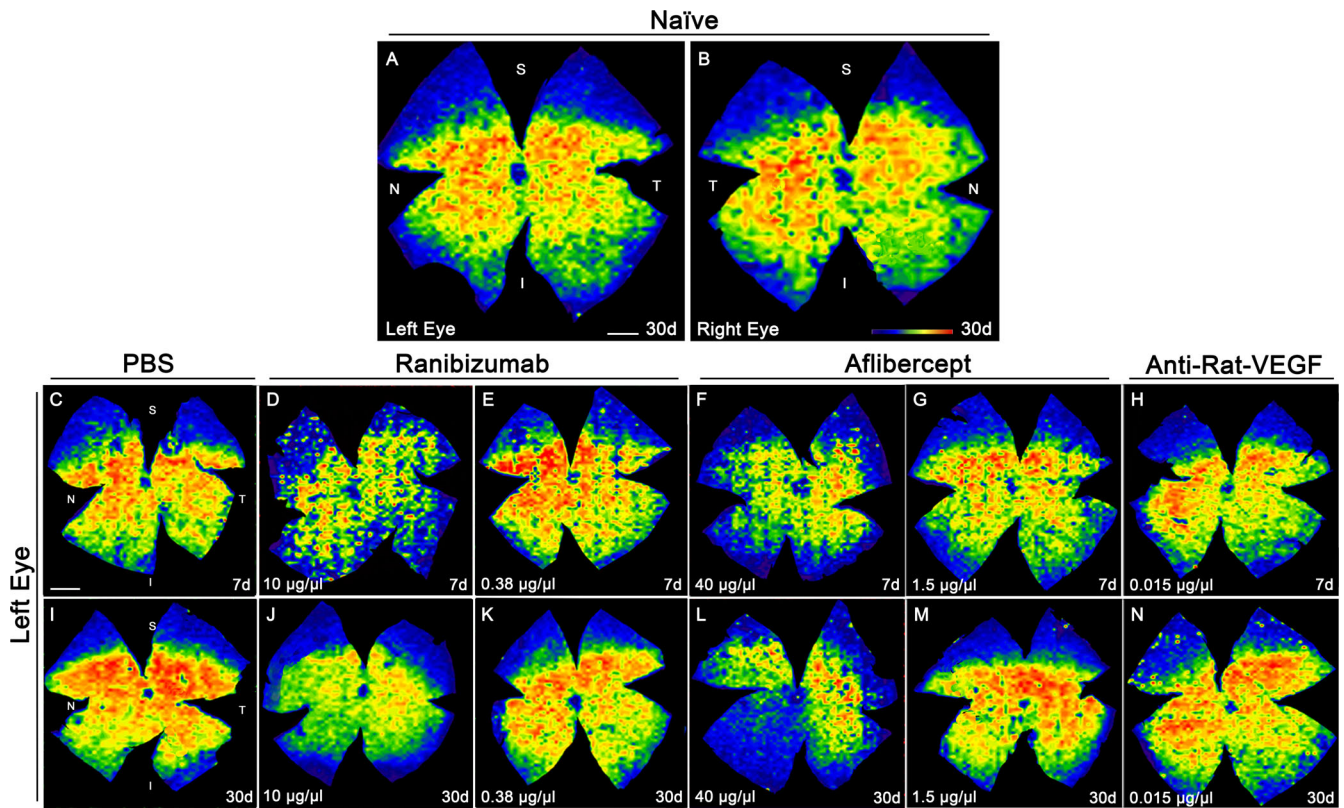 Naïve
A
S
N
T
I
Left Eye
30d
B
S
T
N
I
Right Eye
30d
PBS
Ranibizumab
Aflibercept
Anti-Rat-VEGF
Left Eye
C
S
N
T
I
7d
D
10 µg/µl
7d
E
0.38 µg/µl
7d
F
40 µg/µl
7d
G
1.5 µg/µl
7d
H
0.015 µg/µl
7d
I
S
N
T
I
30d
J
10 µg/µl
30d
K
0.38 µg/µl
30d
L
40 µg/µl
30d
M
1.5 µg/µl
30d
N
0.015 µg/µl
30d